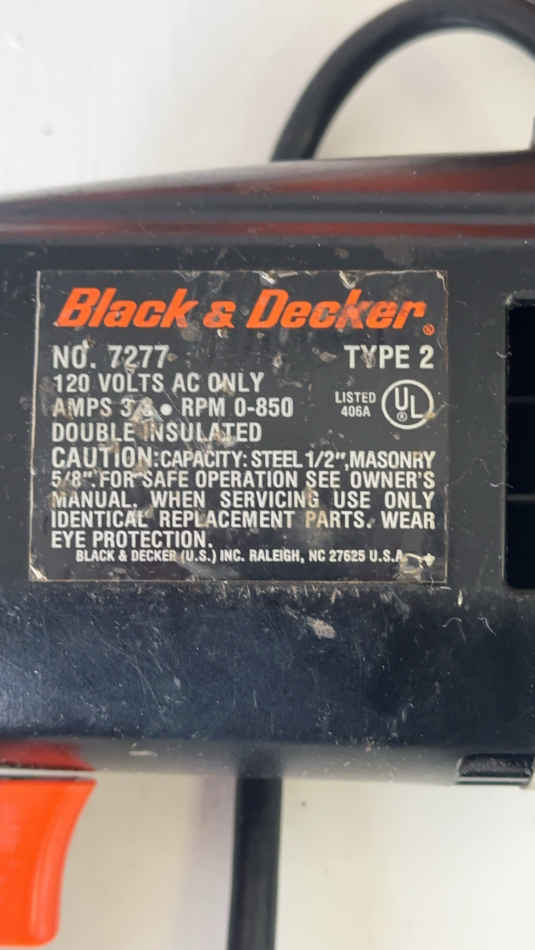 Black & Decker®
NO. 7277 TYPE 2
120 VOLTS AC ONLY
AMPS RPM 0-850 LISTED 406A UL®
DOUBLE INSULATED
CAUTION: CAPACITY: STEEL 1/2", MASONRY
5/8". FOR SAFE OPERATION SEE OWNER'S
MANUAL. WHEN SERVICING USE ONLY
IDENTICAL REPLACEMENT PARTS. WEAR
EYE PROTECTION.
BLACK & DECKER (U.S.) INC. RALEIGH, NC 27625 U.S.A.